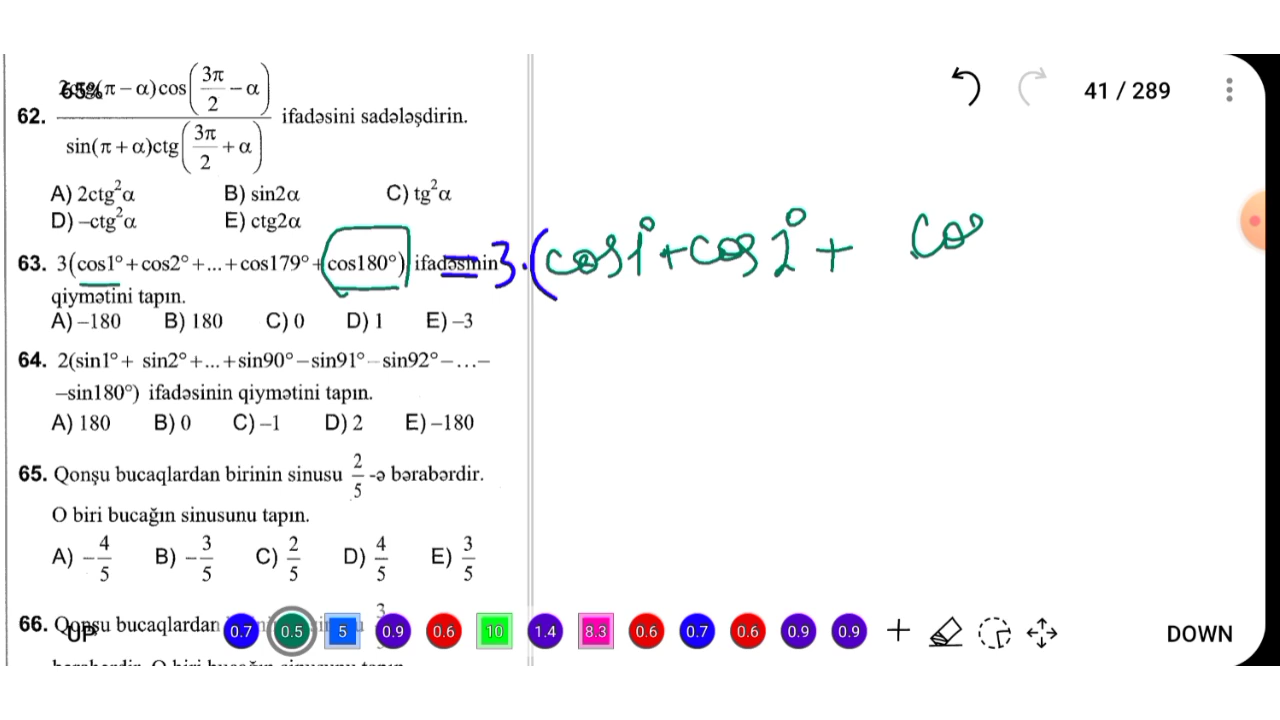 65%
(π − α)cos(3π/2 − α)
62. ifadəsini sadələşdirin.
sin(π + α)ctg(3π/2 + α)
A) 2ctg²α B) sin2α C) tg²α
D) −ctg²α E) ctg2α
63. 3(cos1° + cos2° + ... + cos179° + cos180°) ifadəsinin = 3·(cos1° + cos2° + cos
qiymətini tapın.
A) −180 B) 180 C) 0 D) 1 E) −3
64. 2(sin1° + sin2° + ... + sin90° − sin91° − sin92° − ... −
−sin180°) ifadəsinin qiymətini tapın.
A) 180 B) 0 C) −1 D) 2 E) −180
65. Qonşu bucaqlardan birinin sinusu 2/5 -ə bərabərdir.
O biri bucağın sinusunu tapın.
A) −4/5 B) −3/5 C) 2/5 D) 4/5 E) 3/5
66. Qonşu bucaqlardan
41 / 289
UP 0.7 0.5 5 0.9 0.6 10 1.4 8.3 0.6 0.7 0.6 0.9 0.9 + DOWN